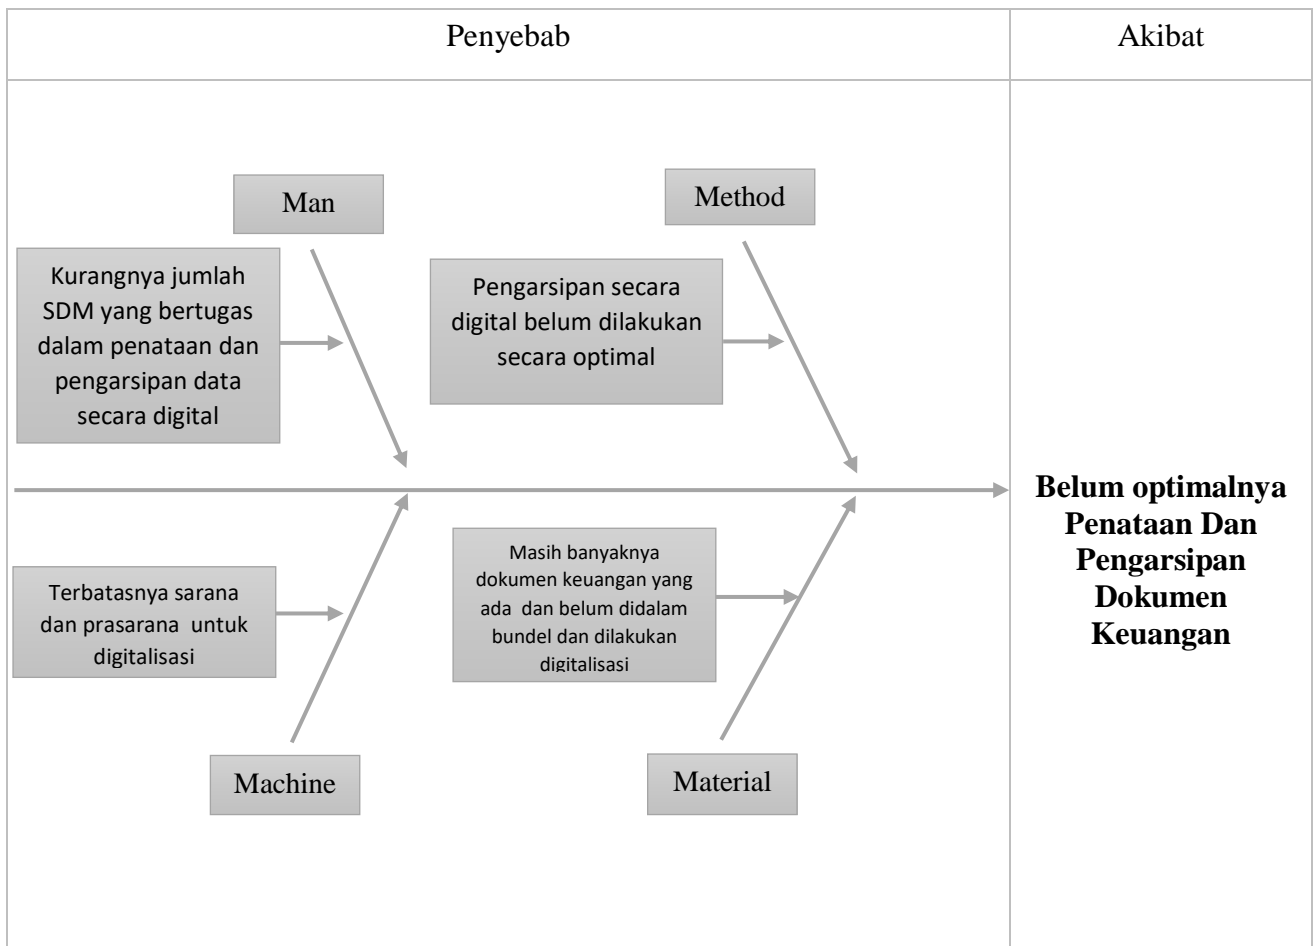 Penyebab
Akibat
Man
Method
Kurangnya jumlah
SDM yang bertugas
dalam penataan dan
pengarsipan data
secara digital
Pengarsipan secara
digital belum dilakukan
secara optimal
Belum optimalnya
Penataan Dan
Pengarsipan
Dokumen
Keuangan
Terbatasnya sarana
dan prasarana  untuk
digitalisasi
Masih banyaknya
dokumen keuangan yang
ada  dan belum didalam
bundel dan dilakukan
digitalisasi
Machine
Material